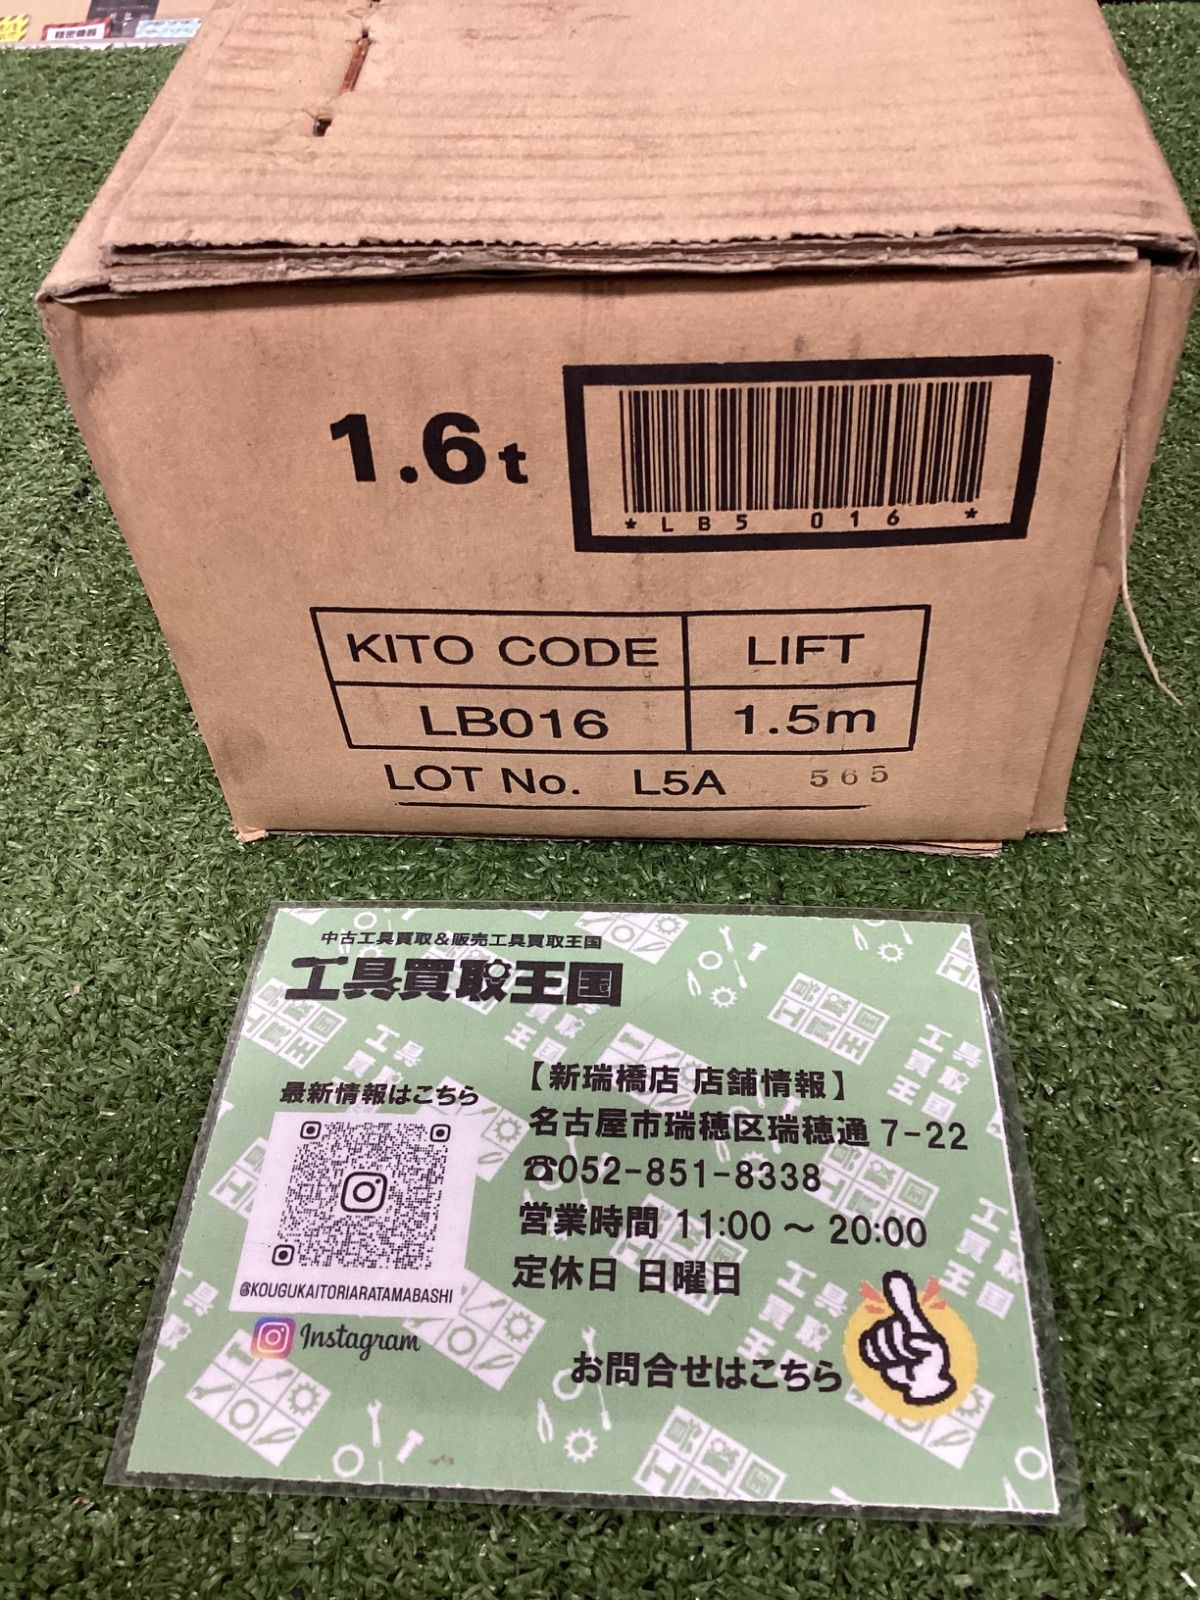 精密機器
1.6t
*LB5 016*
KITO CODE LIFT
LB016 1.5m
LOT No. L5A 565
中古工具買取&販売工具買取王国
工具買取王国
【新瑞橋店 店舗情報】
最新情報はこちら
名古屋市瑞穂区瑞穂通 7-22
☎052-851-8338
営業時間 11:00 ~ 20:00
定休日 日曜日
@KOUGUKAITORIARATAMABASHI
Instagram
お問合せはこちら